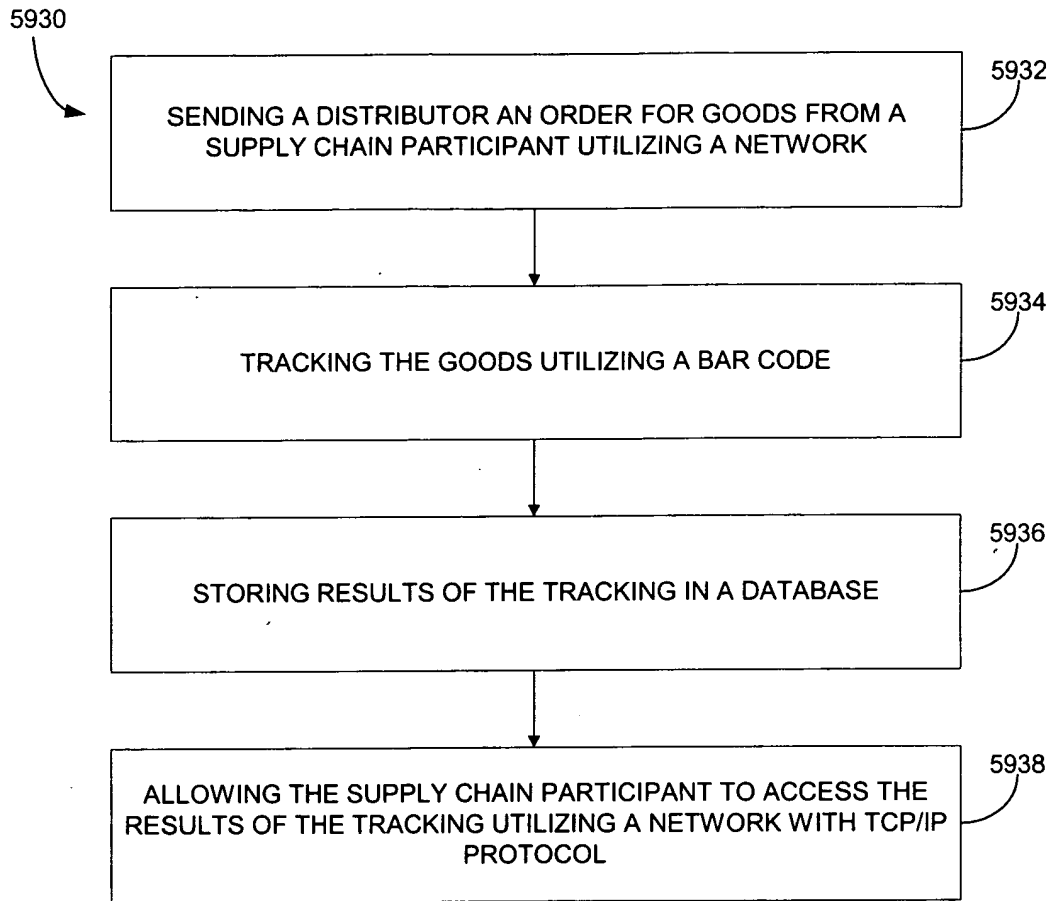 5930
5932
SENDING A DISTRIBUTOR AN ORDER FOR GOODS FROM A
SUPPLY CHAIN PARTICIPANT UTILIZING A NETWORK
5934
TRACKING THE GOODS UTILIZING A BAR CODE
5936
STORING RESULTS OF THE TRACKING IN A DATABASE
5938
ALLOWING THE SUPPLY CHAIN PARTICIPANT TO ACCESS THE
RESULTS OF THE TRACKING UTILIZING A NETWORK WITH TCP/IP
PROTOCOL